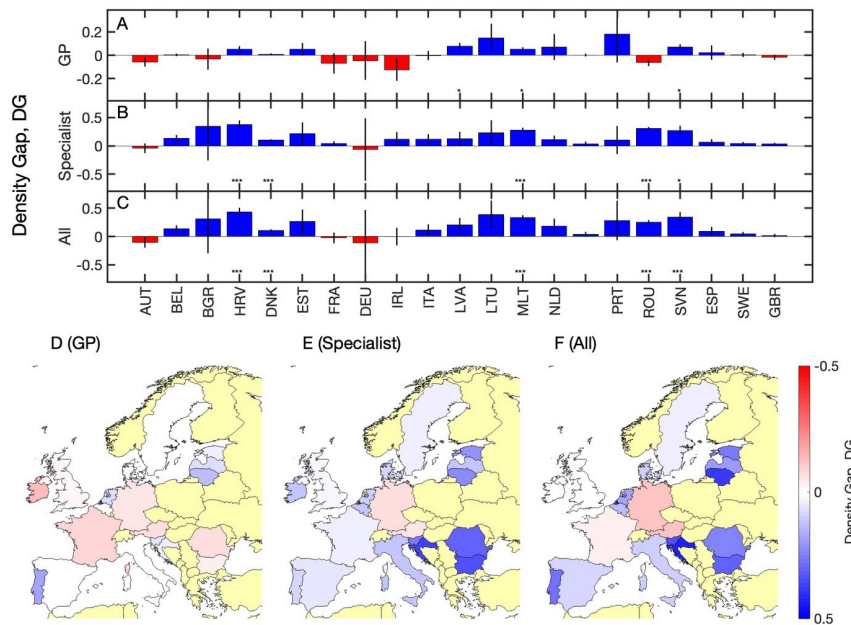 Density Gap, DG
A
GP
0.2
0
-0.2
*
*
*
B
Specialist
0.5
0
-0.5
***
***
***
***
*
C
All
0.5
0
-0.5
***
***
***
***
***
AUT
BEL
BGR
HRV
DNK
EST
FRA
DEU
IRL
ITA
LVA
LTU
MLT
NLD
PRT
ROU
SVN
ESP
SWE
GBR
D (GP)
E (Specialist)
F (All)
-0.5
0
0.5
Density Gap, DG